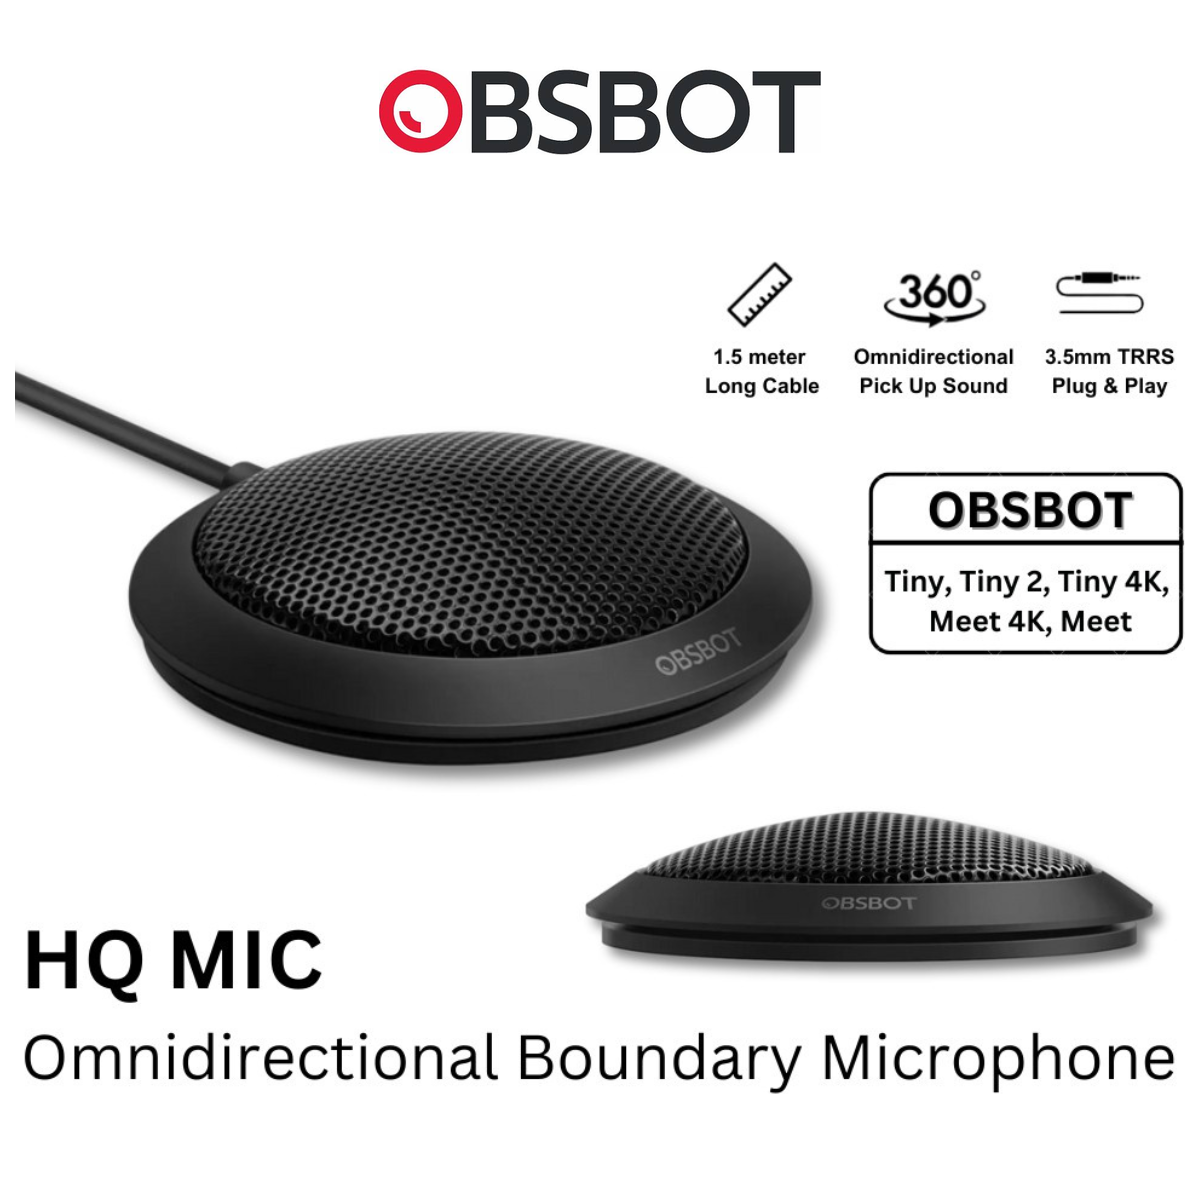 OBSBOT
360°
1.5 meter
Long Cable
Omnidirectional
Pick Up Sound
3.5mm TRRS
Plug & Play
OBSBOT
Tiny, Tiny 2, Tiny 4K,
Meet 4K, Meet
OBSBOT
OBSBOT
HQ MIC
Omnidirectional Boundary Microphone